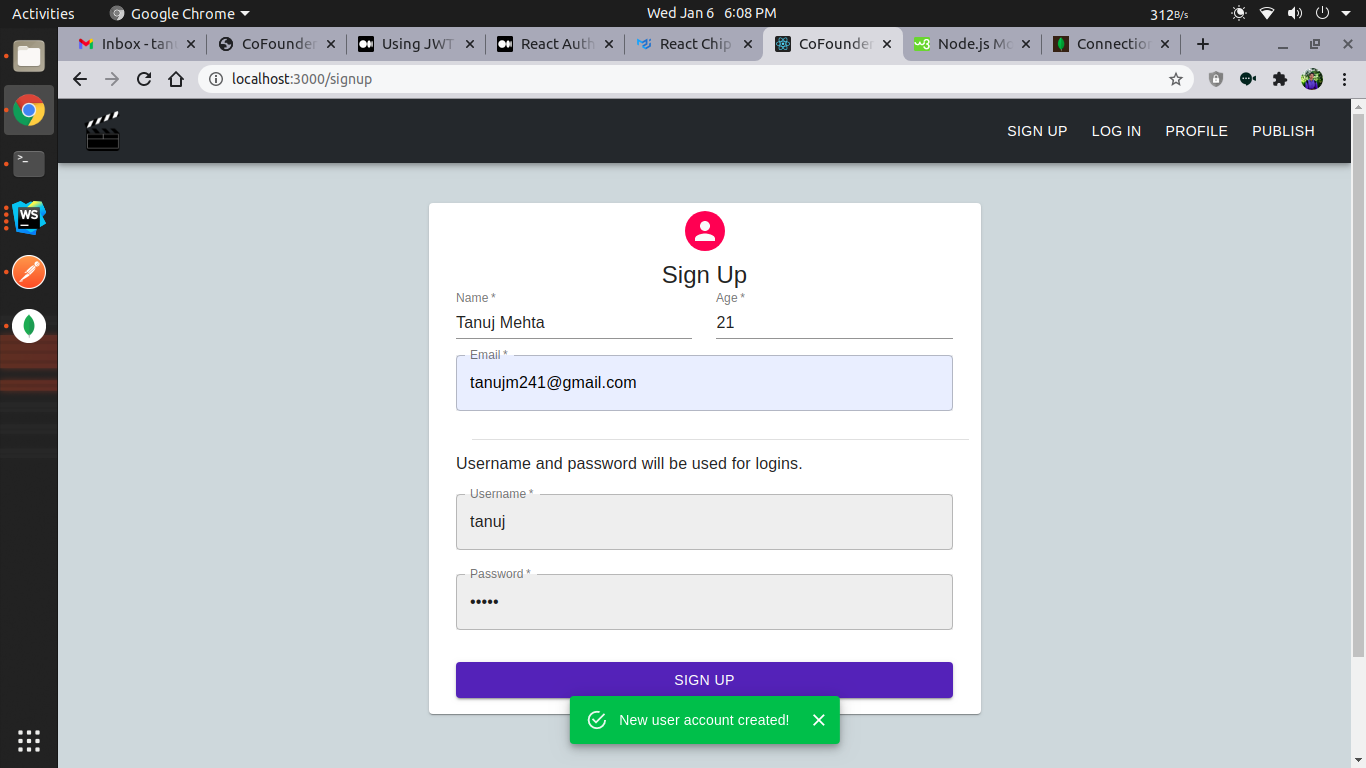 Activities Google Chrome Wed Jan 6 6:08 PM 312B/s
Inbox - tan CoFounder Using JWT React Auth React Chip CoFounder Node.js Mo Connection
localhost:3000/signup
SIGN UP LOG IN PROFILE PUBLISH
WS
Sign Up
Name * Age *
Tanuj Mehta 21
Email *
tanujm241@gmail.com
Username and password will be used for logins.
Username *
tanuj
Password *
•••••
SIGN UP
New user account created!